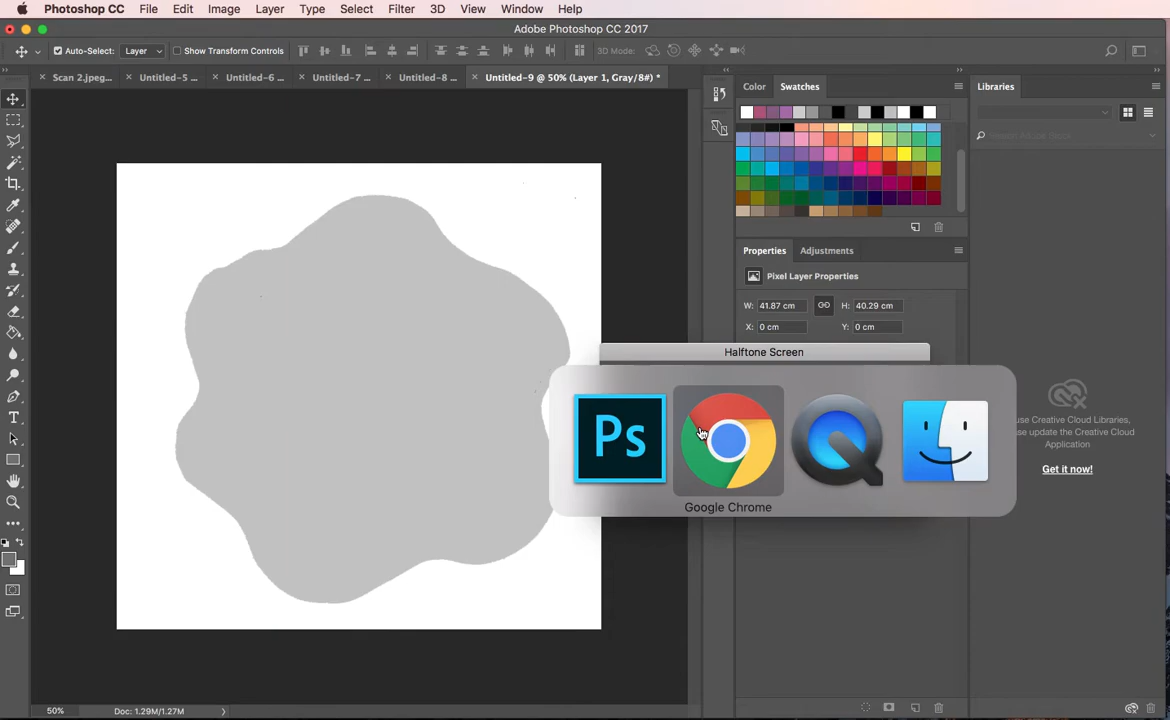 Photoshop CC File Edit Image Layer Type Select Filter 3D View Window Help
Adobe Photoshop CC 2017
Auto-Select: Layer Show Transform Controls 3D Mode:
Scan 2.jpeg... Untitled-5 ... Untitled-6 ... Untitled-7 ... Untitled-8 ... Untitled-9 @ 50% (Layer 1, Gray/8#) *
Color Swatches
Libraries
Properties Adjustments
Pixel Layer Properties
W: 41.87 cm H: 40.29 cm
X: 0 cm Y: 0 cm
Halftone Screen
Ps
Google Chrome
use Creative Cloud Libraries,
se update the Creative Cloud
Application
Get it now!
T
50% Doc: 1.29M/1.27M